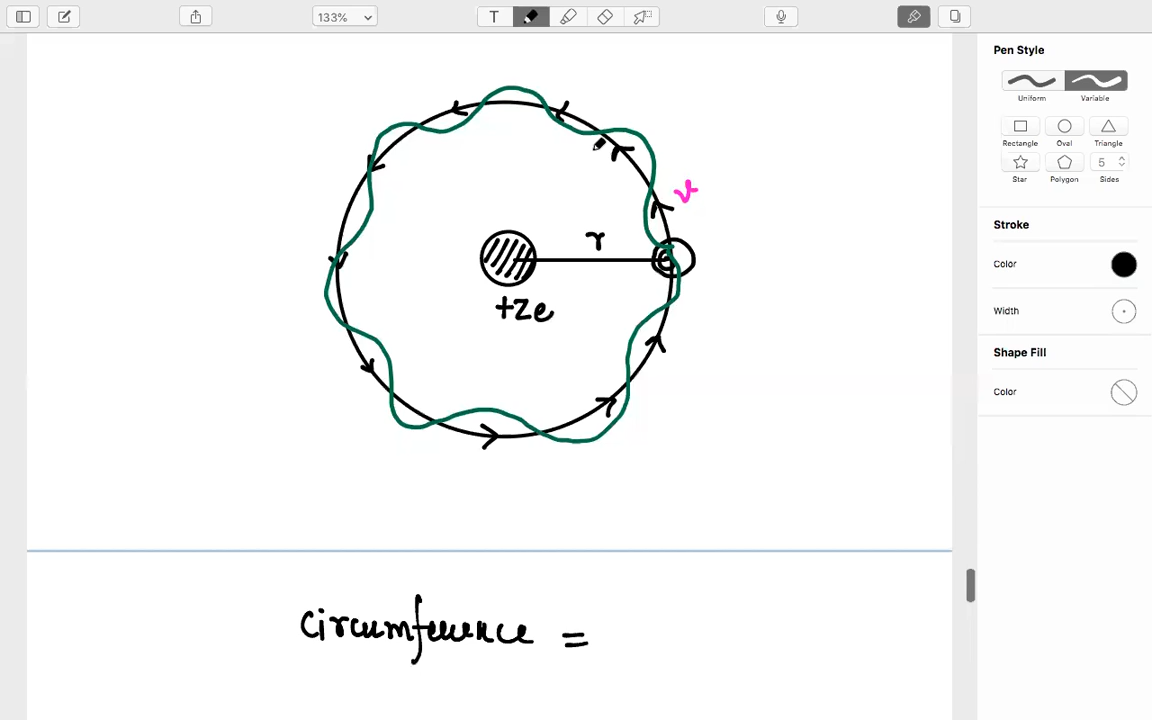 133%
T
Pen Style
Uniform
Variable
Rectangle
Oval
Triangle
Star
Polygon
5
Sides
Stroke
Color
Width
Shape Fill
Color
v
r
+Ze
circumference =